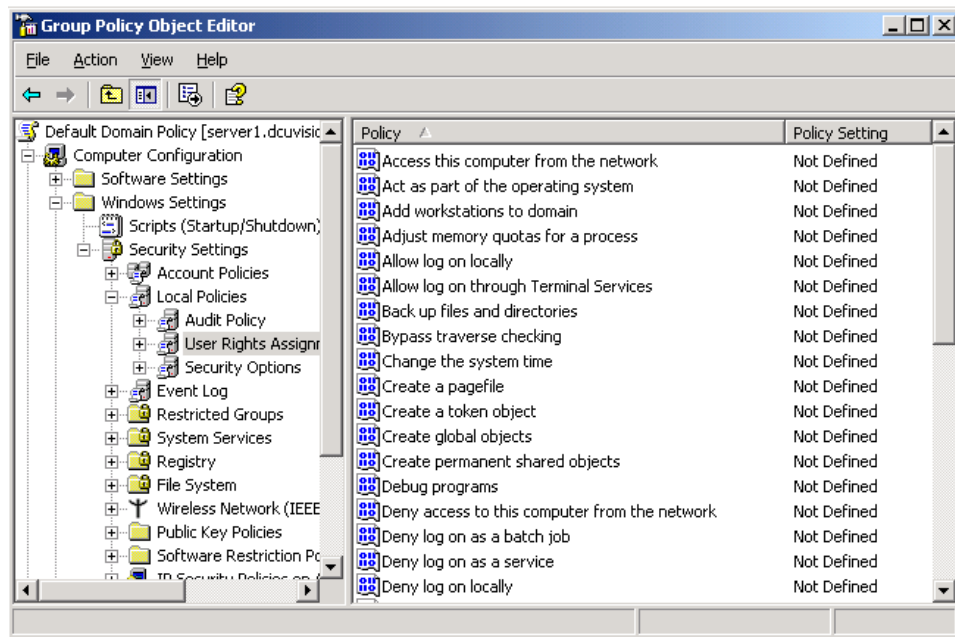 Group Policy Object Editor
File Action View Help
Default Domain Policy [server1.dcuvisic
Computer Configuration
Software Settings
Windows Settings
Scripts (Startup/Shutdown)
Security Settings
Account Policies
Local Policies
Audit Policy
User Rights Assignr
Security Options
Event Log
Restricted Groups
System Services
Registry
File System
Wireless Network (IEEE
Public Key Policies
Software Restriction Po
IP Security Policies on
Policy Policy Setting
Access this computer from the network Not Defined
Act as part of the operating system Not Defined
Add workstations to domain Not Defined
Adjust memory quotas for a process Not Defined
Allow log on locally Not Defined
Allow log on through Terminal Services Not Defined
Back up files and directories Not Defined
Bypass traverse checking Not Defined
Change the system time Not Defined
Create a pagefile Not Defined
Create a token object Not Defined
Create global objects Not Defined
Create permanent shared objects Not Defined
Debug programs Not Defined
Deny access to this computer from the network Not Defined
Deny log on as a batch job Not Defined
Deny log on as a service Not Defined
Deny log on locally Not Defined